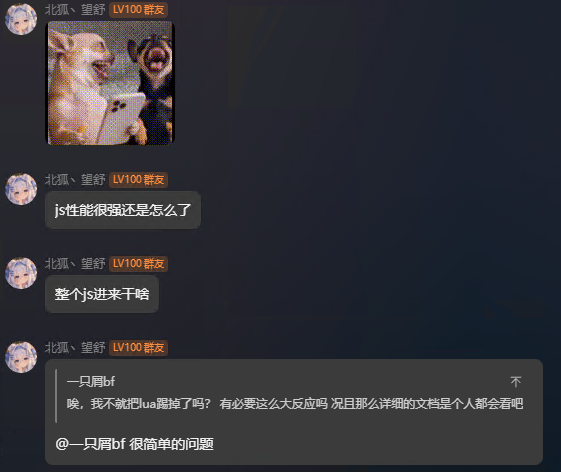 北狐丶望舒 LV100 群友
北狐丶望舒 LV100 群友
js性能很强还是怎么了
北狐丶望舒 LV100 群友
整个js进来干啥
北狐丶望舒 LV100 群友
一只屑bf
唉，我不就把lua踢掉了吗？ 有必要这么大反应吗 况且那么详细的文档是个人都会看吧
@一只屑bf 很简单的问题